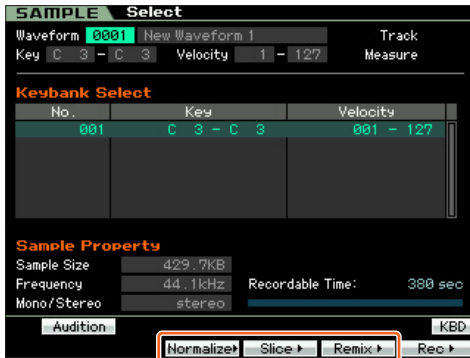 SAMPLE Select
Waveform 0001 New Waveform 1 Track
Key C 3 - C 3 Velocity 1 - 127 Measure
Keybank Select
No. Key Velocity
001 C 3 - C 3 001 - 127
Sample Property
Sample Size 429.7KB
Frequency 44.1kHz Recordable Time: 380 sec
Mono/Stereo stereo
Audition KBD
Normalize Slice Remix Rec